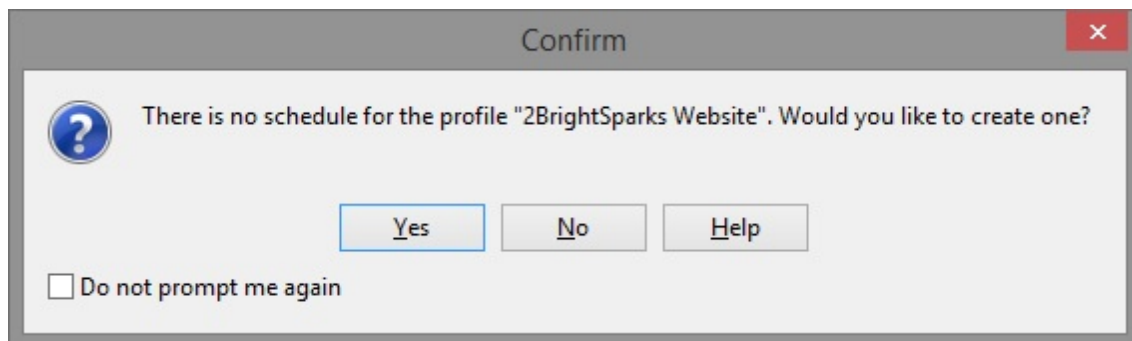 Confirm
There is no schedule for the profile "2BrightSparks Website". Would you like to create one?
Yes
No
Help
Do not prompt me again